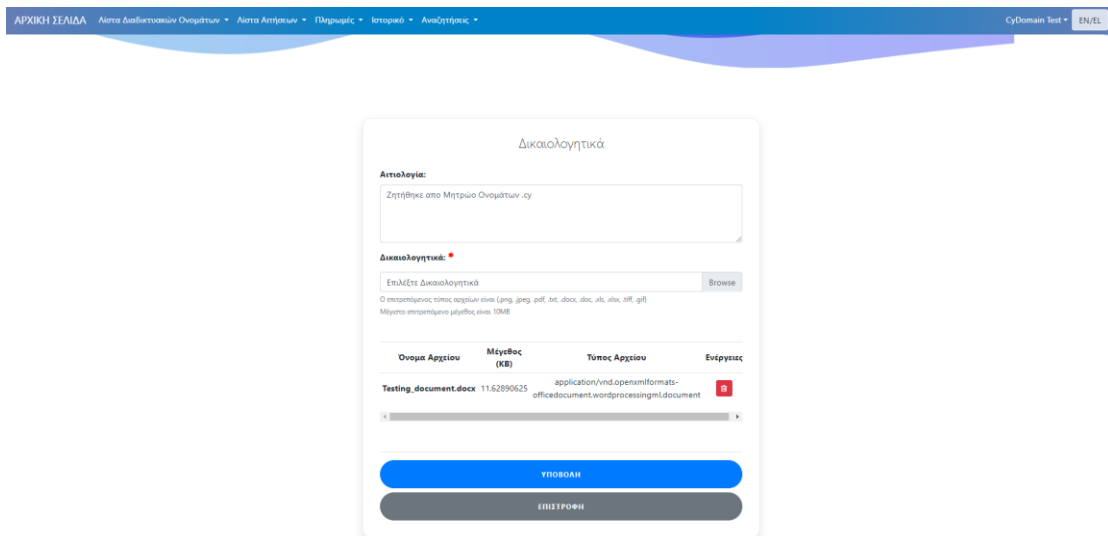 ΑΡΧΙΚΗ ΣΕΛΙΔΑ Λίστα Διαδικτυακών Ονομάτων Λίστα Αιτήσεων Πληρωμές Ιστορικό Αναζητήσεις CyDomain Test EN/EL
Δικαιολογητικά
Αιτιολογία:
Ζητήθηκε απο Μητρώο Ονομάτων .cy
Δικαιολογητικά: *
Επιλέξτε Δικαιολογητικά Browse
Ο επιτρεπόμενος τύπος αρχείων είναι (.png, .jpeg, .pdf, .txt, .docx, .doc, .xls, .xlsx, .tiff, .gif)
Μέγιστο επιτρεπόμενο μέγεθος είναι 10MB
Όνομα Αρχείου Μέγεθος (KB) Τύπος Αρχείου Ενέργειες
Testing_document.docx 11.62890625 application/vnd.openxmlformats-
officedocument.wordprocessingml.document
ΥΠΟΒΟΛΗ
ΕΠΙΣΤΡΟΦΗ